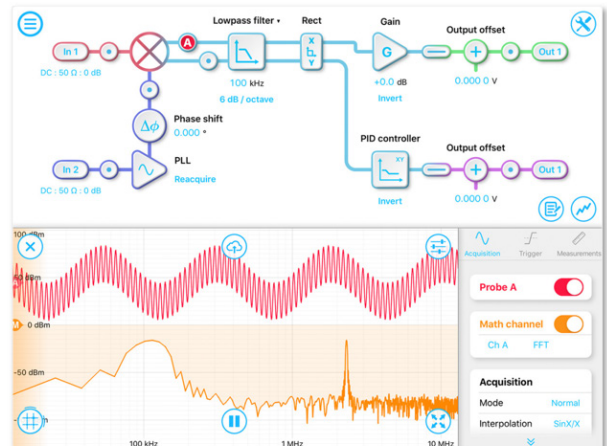 Lowpass filter
Rect
Gain
Output offset
In 1
A
X
Y
G
Out 1
DC : 50 Ω : 0 dB
100 kHz
+0.0 dB
0.000 0 V
6 dB / octave
Invert
Δϕ
Phase shift
0.000 °
PID controller
Output offset
In 2
PLL
Reacquire
XY
Out 1
DC : 50 Ω : 0 dB
Invert
0.000 0 V
100 dBm
0 dBm
-50 dBm
100 kHz
1 MHz
10 MHz
Acquisition
Trigger
Measurements
Probe A
Math channel
Ch A
FFT
Acquisition
Mode
Normal
Interpolation
SinX/X